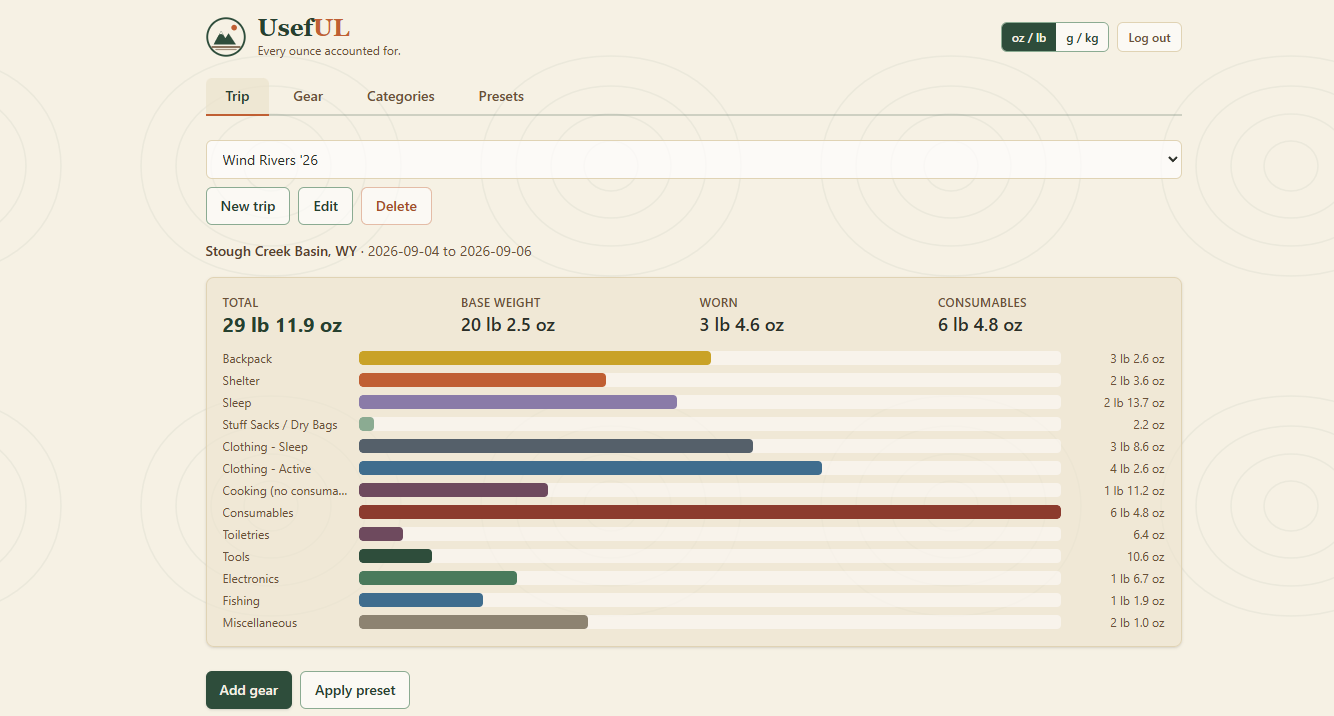 UsefUL
Every ounce accounted for.
oz / lb g / kg Log out
Trip Gear Categories Presets
Wind Rivers '26
New trip Edit Delete
Stough Creek Basin, WY · 2026-09-04 to 2026-09-06
TOTAL BASE WEIGHT WORN CONSUMABLES
29 lb 11.9 oz 20 lb 2.5 oz 3 lb 4.6 oz 6 lb 4.8 oz
Backpack 3 lb 2.6 oz
Shelter 2 lb 3.6 oz
Sleep 2 lb 13.7 oz
Stuff Sacks / Dry Bags 2.2 oz
Clothing - Sleep 3 lb 8.6 oz
Clothing - Active 4 lb 2.6 oz
Cooking (no consuma... 1 lb 11.2 oz
Consumables 6 lb 4.8 oz
Toiletries 6.4 oz
Tools 10.6 oz
Electronics 1 lb 6.7 oz
Fishing 1 lb 1.9 oz
Miscellaneous 2 lb 1.0 oz
Add gear Apply preset